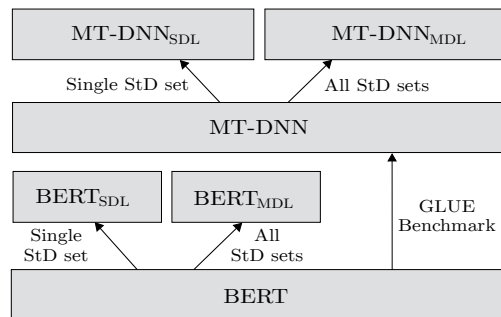 MT-DNN_SDL
MT-DNN_MDL
Single StD set
All StD sets
MT-DNN
BERT_SDL
BERT_MDL
GLUE
Benchmark
Single
StD set
All
StD sets
BERT